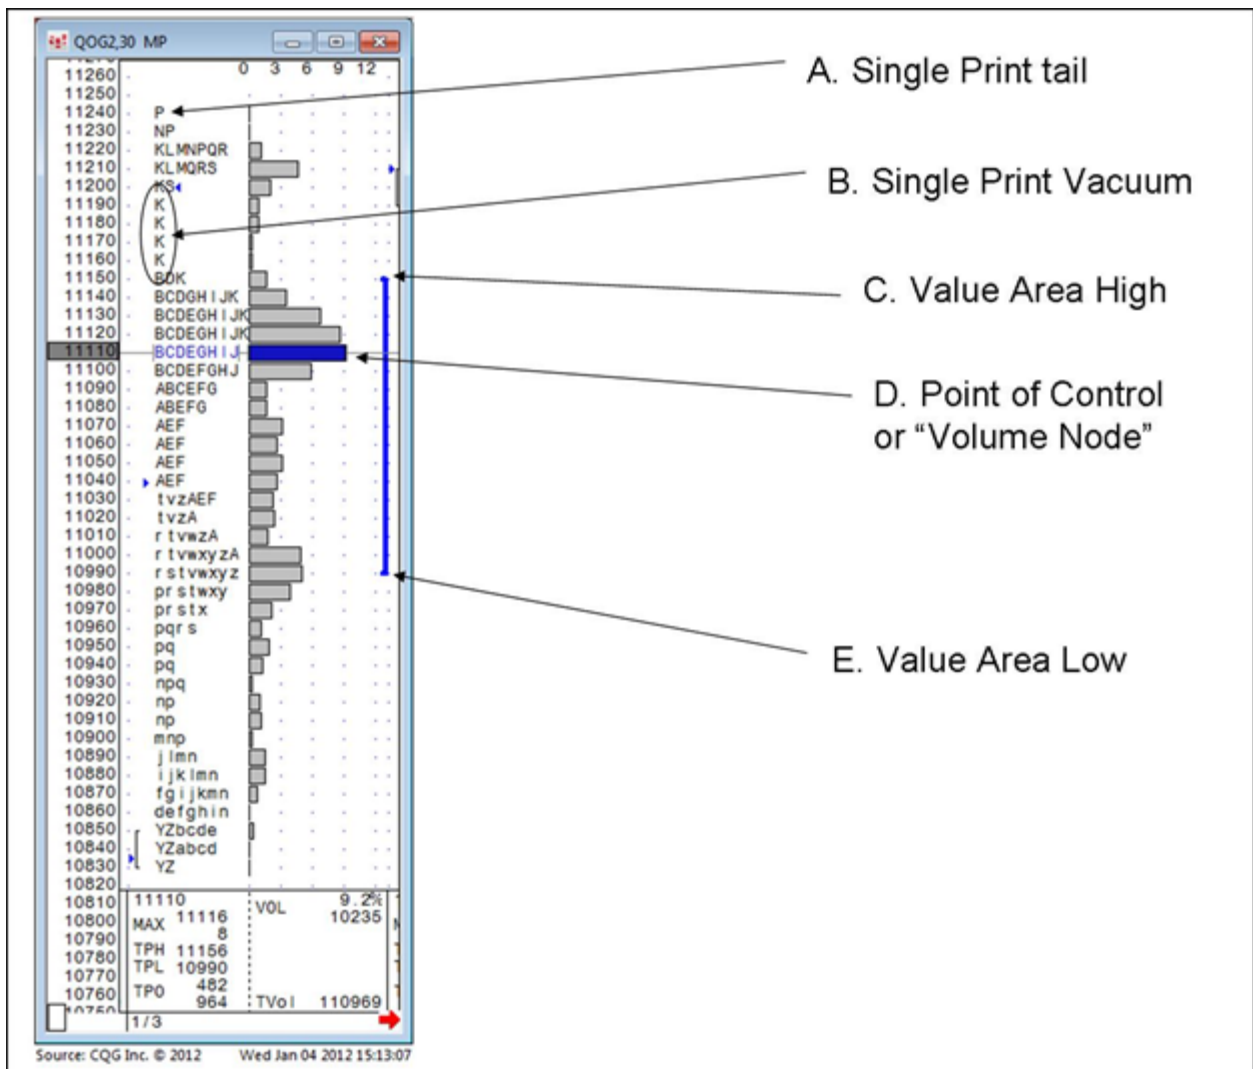 QOG2,30 MP
0 3 6 9 12
A. Single Print tail
11260
11250
11240 P
11230 NP
11220 KLMNPQR
11210 KLMQRS
11200 KS
B. Single Print Vacuum
11190 K
11180 K
11170 K
11160 K
11150 BDK
C. Value Area High
11140 BCDGHIJK
11130 BCDEGHIJK
11120 BCDEGHIJK
11110 BCDEGHIJ
D. Point of Control
or “Volume Node”
11100 BCDEFGHJ
11090 ABCEFG
11080 ABEFG
11070 AEF
11060 AEF
11050 AEF
11040 AEF
11030 tvzAEF
11020 tvzA
11010 rtvwzA
11000 rtvwxyzA
10990 rstvwxyz
10980 prstwxy
10970 prstx
10960 pqrs
E. Value Area Low
10950 pq
10940 pq
10930 npq
10920 np
10910 np
10900 mnp
10890 jlmn
10880 ijklmn
10870 fgijkmn
10860 defghin
10850 YZbcde
10840 YZabcd
10830 YZ
10820
10810 11110 VOL 9.2%
10800 MAX 11116 10235
10790 8
10780 TPH 11156
10770 TPL 10990
10760 TPO 482
964 TVol 110969
10750
1/3
Source: CQG Inc. © 2012 Wed Jan 04 2012 15:13:07